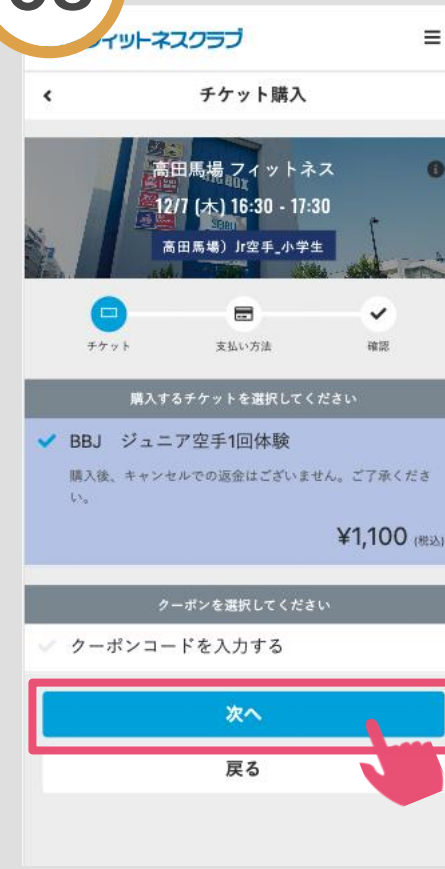 フィットネスクラブ
チケット購入
高田馬場 フィットネス
12/7 (木) 16:30 - 17:30
高田馬場）Jr空手_小学生
チケット
支払い方法
確認
購入するチケットを選択してください
BBJ　ジュニア空手1回体験
購入後、キャンセルでの返金はございません。ご了承くださ
い。
¥1,100 (税込)
クーポンを選択してください
クーポンコードを入力する
次へ
戻る